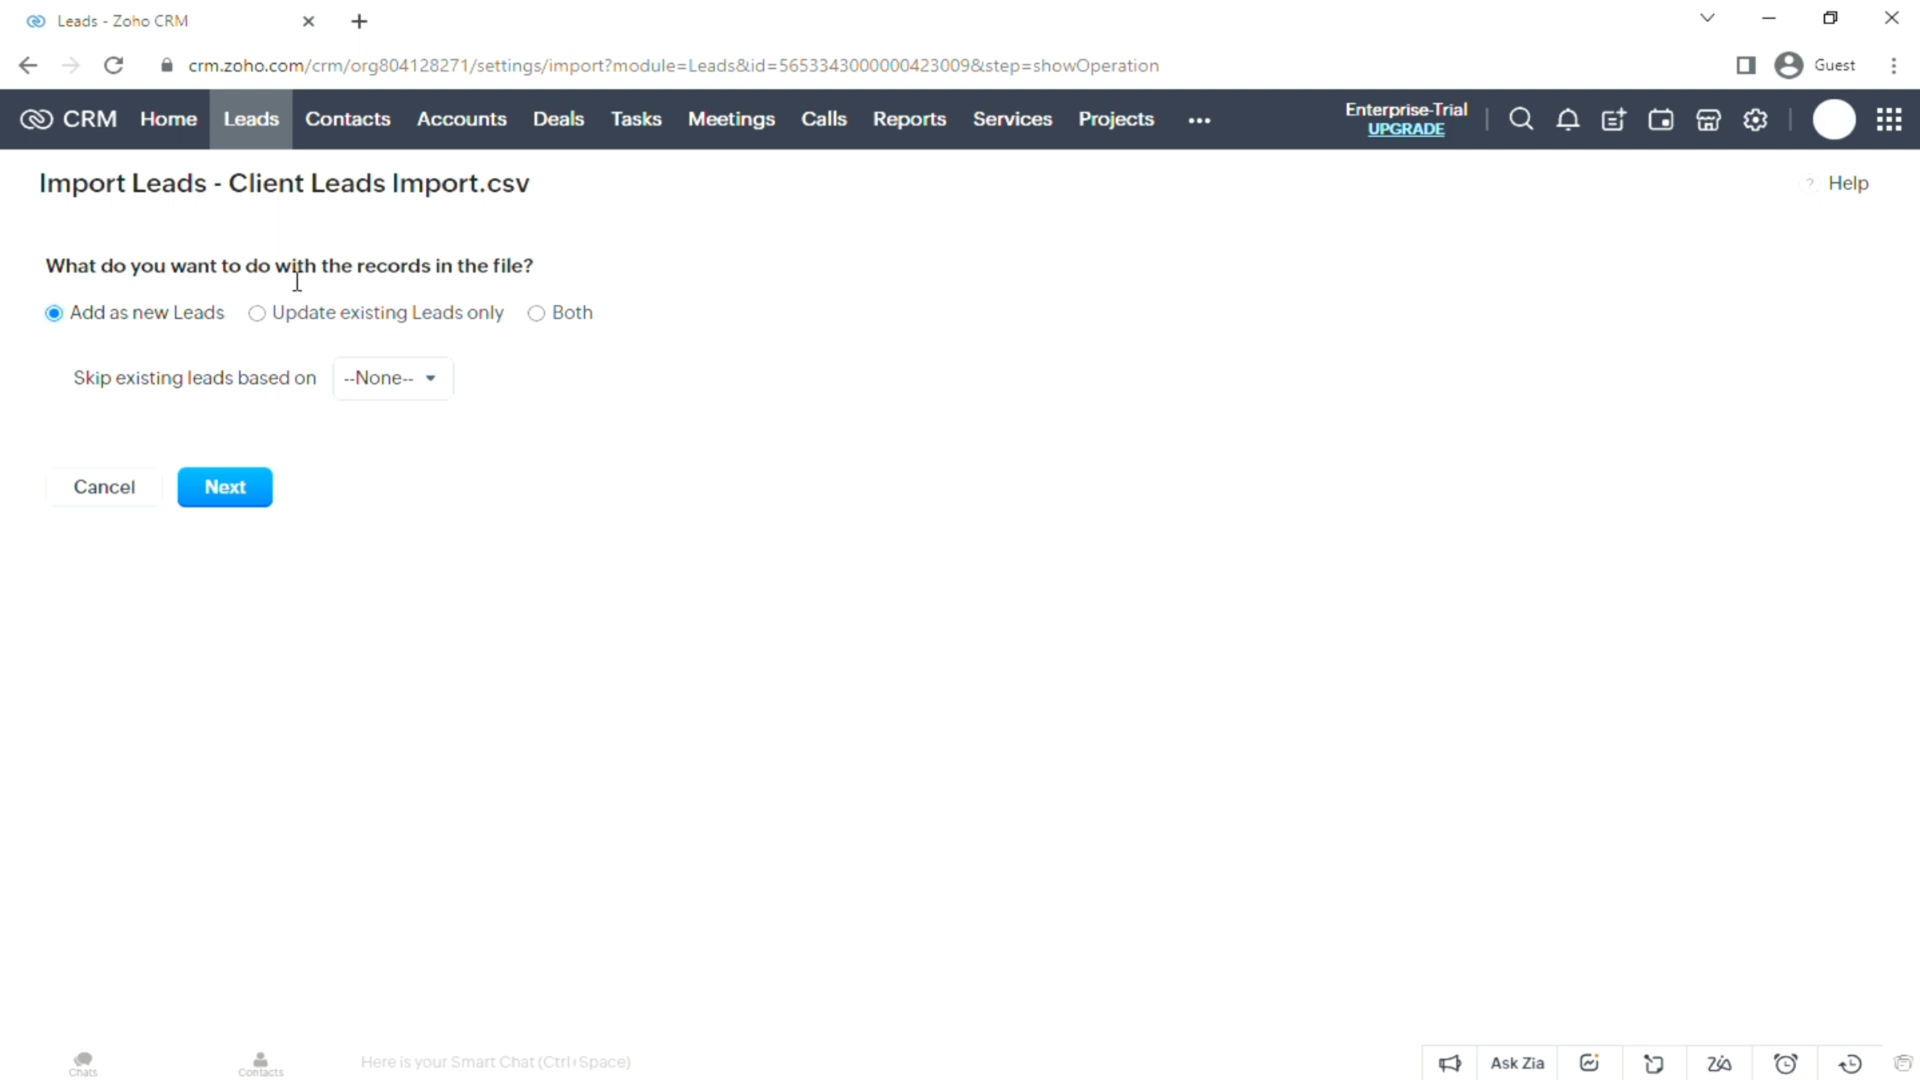 Leads - Zoho CRM
crm.zoho.com/crm/org804128271/settings/import?module=Leads&id=5653343000000423009&step=showOperation
Guest
CRM Home Leads Contacts Accounts Deals Tasks Meetings Calls Reports Services Projects ...
Enterprise-Trial
UPGRADE
Import Leads - Client Leads Import.csv
? Help
What do you want to do with the records in the file?
Add as new Leads Update existing Leads only Both
Skip existing leads based on --None--
Cancel Next
Chats
Contacts
Here is your Smart Chat (Ctrl+Space)
Ask Zia